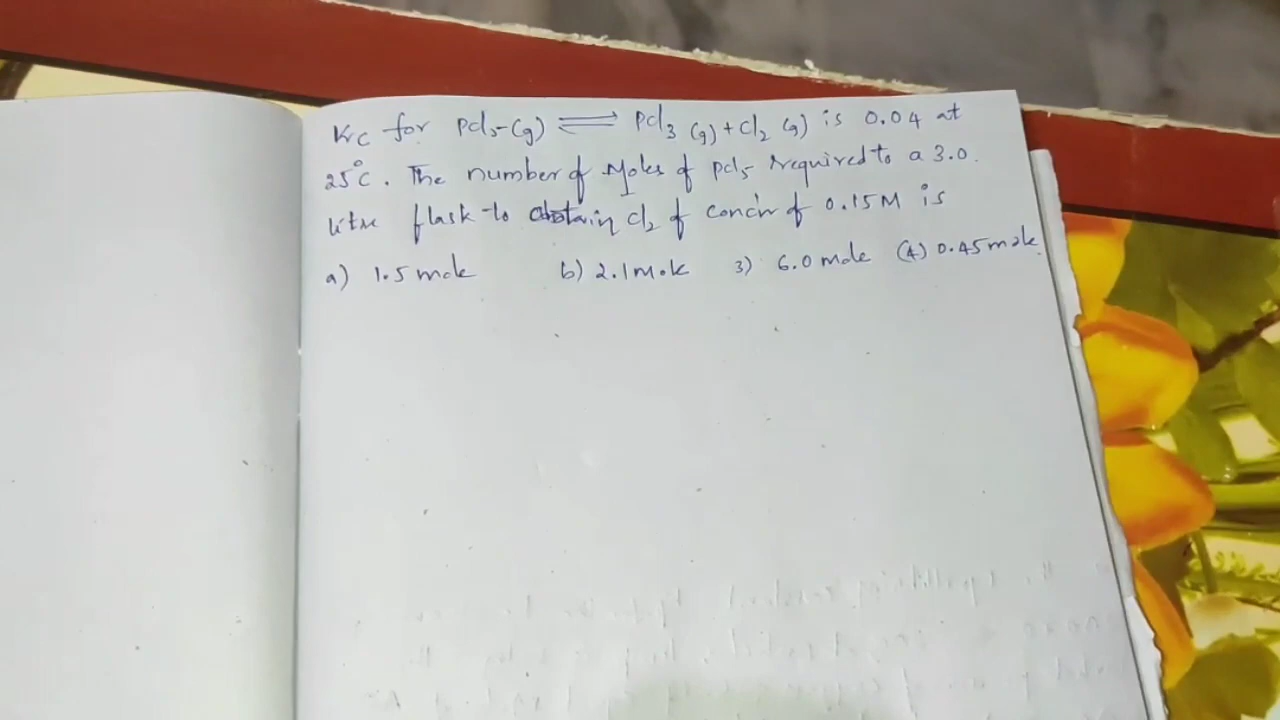 Kc for pcl5(g) ⇌ pcl3 (g) + Cl2 (g) is 0.04 at
25°C. The number of Moles of pcl5 required to a 3.0
litre flask to obtain Cl2 of conc'n of 0.15M is
a) 1.5 mole b) 2.1 mole 3) 6.0 mole (4) 0.45 mole